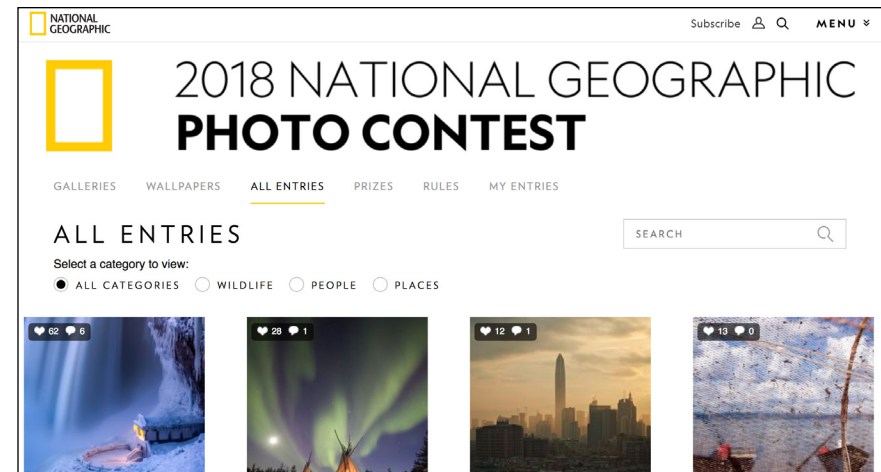 NATIONAL
GEOGRAPHIC
Subscribe
MENU
2018 NATIONAL GEOGRAPHIC
PHOTO CONTEST
GALLERIES WALLPAPERS ALL ENTRIES PRIZES RULES MY ENTRIES
ALL ENTRIES
SEARCH
Select a category to view:
ALL CATEGORIES WILDLIFE PEOPLE PLACES
62 6 28 1 12 1 13 0